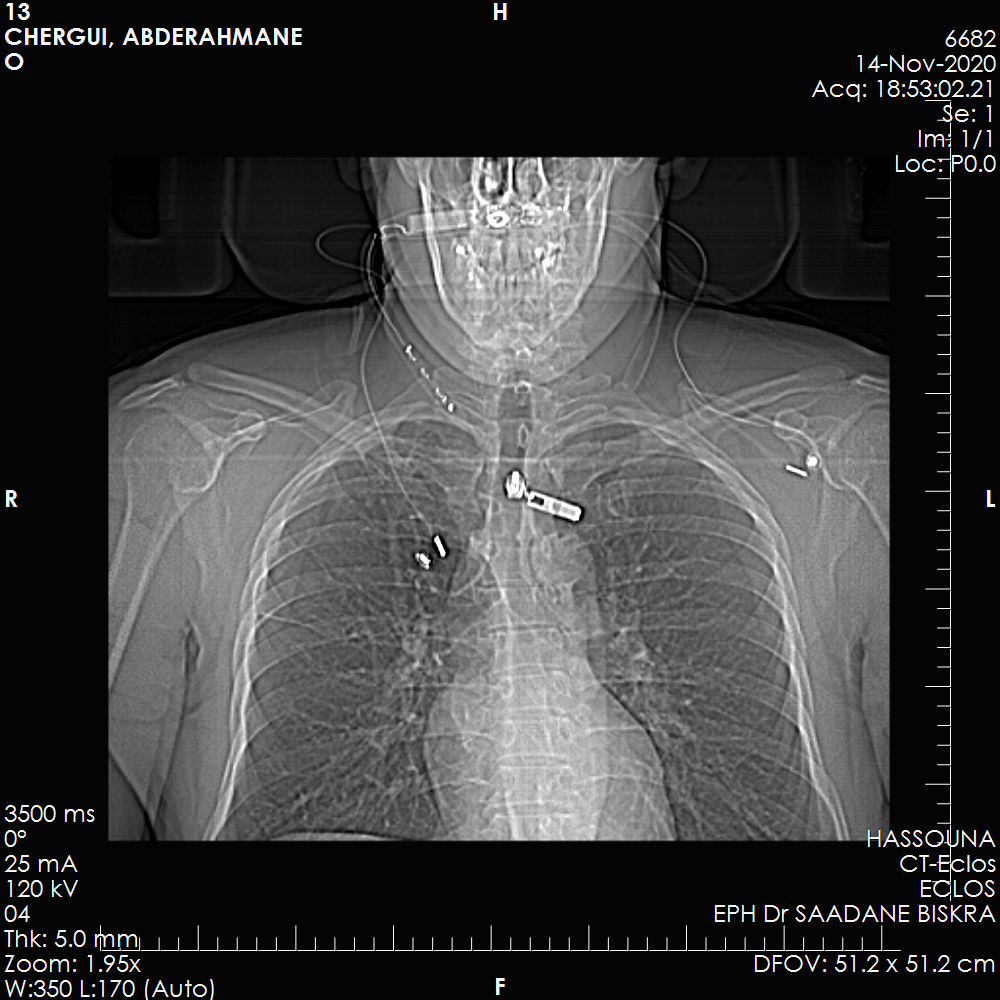 13
H
CHERGUI, ABDERAHMANE
O
6682
14-Nov-2020
Acq: 18:53:02.21
Se: 1
Im: 1/1
Loc: P0.0
R
L
3500 ms
0°
25 mA
120 kV
04
Thk: 5.0 mm
Zoom: 1.95x
W:350 L:170 (Auto)
HASSOUNA
CT-Eclos
ECLOS
EPH Dr SAADANE BISKRA
DFOV: 51.2 x 51.2 cm
F